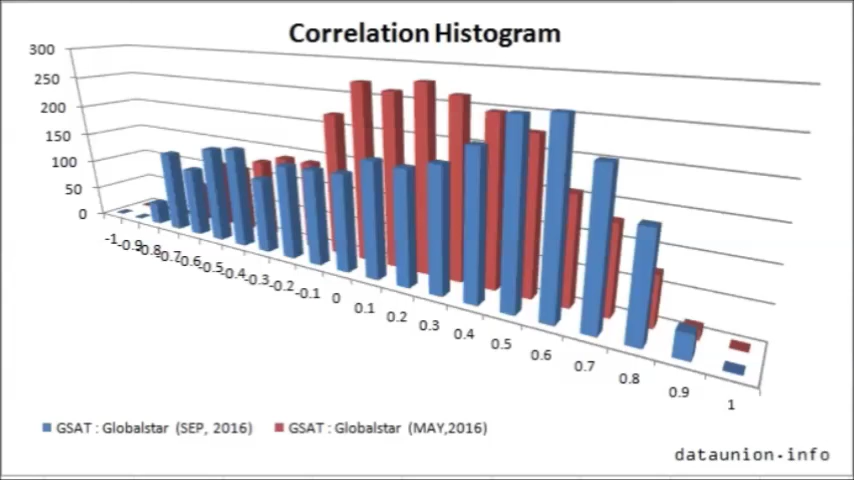 Correlation Histogram
300
250
200
150
100
50
0
-1 -0.9 -0.8 -0.7 -0.6 -0.5 -0.4 -0.3 -0.2 -0.1 0 0.1 0.2 0.3 0.4 0.5 0.6 0.7 0.8 0.9 1
GSAT : Globalstar (SEP, 2016) GSAT : Globalstar (MAY,2016)
dataunion.info